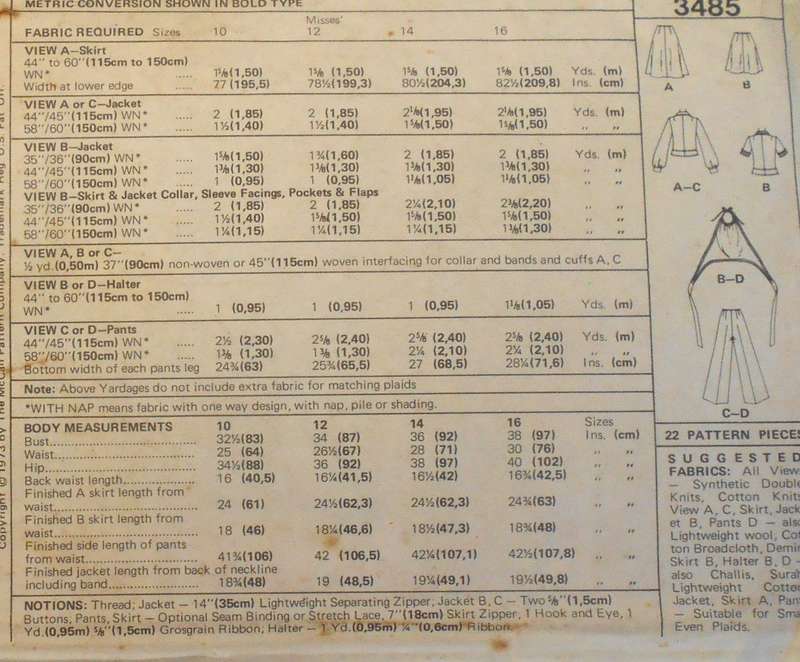 METRIC CONVERSION SHOWN IN BOLD TYPE
3485
Misses'
FABRIC REQUIRED Sizes 10 12 14 16
VIEW A—Skirt
44" to 60"(115cm to 150cm)
WN* ..... 1⅝(1,50) 1⅝ (1,50) 1⅝ (1,50) 1⅝ (1,50) Yds. (m)
Width at lower edge 77 (195,5) 78½(199,3) 80½(204,3) 82½(209,8) Ins. (cm)
VIEW A or C—Jacket
44"/45"(115cm) WN* ..... 2 (1,85) 2 (1,85) 2⅛(1,95) 2⅛(1,95) Yds. (m)
58"/60"(150cm) WN* ..... 1½(1,40) 1½(1,40) 1⅝(1,50) 1⅝(1,50) " "
VIEW B—Jacket
35"/36"(90cm) WN* ..... 1⅝(1,50) 1¾(1,60) 2 (1,85) 2 (1,85) Yds. (m)
44"/45"(115cm) WN* ..... 1⅜(1,30) 1⅜(1,30) 1⅜(1,30) 1⅜(1,30) " "
58"/60"(150cm) WN* ..... 1 (0,95) 1 (0,95) 1⅛(1,05) 1⅛(1,05) " "
VIEW B—Skirt & Jacket Collar, Sleeve Facings, Pockets & Flaps
35"/36"(90cm) WN* ..... 2 (1,85) 2 (1,85) 2¼(2,10) 2⅜(2,20) " "
44"/45"(115cm) WN* ..... 1½(1,40) 1⅝(1,50) 1⅝(1,50) 1⅝(1,50) " "
58"/60"(150cm) WN* ..... 1¼(1,15) 1¼(1,15) 1¼(1,15) 1⅜(1,30) " "
VIEW A, B or C—
½ yd.(0,50m) 37"(90cm) non-woven or 45"(115cm) woven interfacing for collar and bands and cuffs A, C
VIEW B or D—Halter
44" to 60"(115cm to 150cm)
WN* ..... 1 (0,95) 1 (0,95) 1 (0,95) 1⅛(1,05) Yds. (m)
VIEW C or D—Pants
44"/45"(115cm) WN* ..... 2½ (2,30) 2⅝ (2,40) 2⅝ (2,40) 2⅝ (2,40) Yds. (m)
58"/60"(150cm) WN* ..... 1⅜ (1,30) 1⅜ (1,30) 2¼ (2,10) 2¼ (2,10) " "
Bottom width of each pants leg 24¾(63) 25¾(65,5) 27 (68,5) 28¼(71,6) Ins. (cm)
Note: Above Yardages do not include extra fabric for matching plaids
*WITH NAP means fabric with one way design, with nap, pile or shading.
BODY MEASUREMENTS 10 12 14 16 Sizes
Bust 32½(83) 34 (87) 36 (92) 38 (97) Ins. (cm)
Waist 25 (64) 26½(67) 28 (71) 30 (76) " "
Hip 34½(88) 36 (92) 38 (97) 40 (102) " "
Back waist length 16 (40,5) 16¼(41,5) 16½(42) 16¾(42,5) " "
Finished A skirt length from
waist 24 (61) 24½(62,3) 24½(62,3) 24¾(63) " "
Finished B skirt length from
waist 18 (46) 18¼(46,6) 18½(47,3) 18¾(48) " "
Finished side length of pants
from waist 41¾(106) 42 (106,5) 42¼(107,1) 42½(107,8) " "
Finished jacket length from back of neckline
including band 18¾(48) 19 (48,5) 19¼(49,1) 19½(49,8) " "
NOTIONS: Thread; Jacket — 14"(35cm) Lightweight Separating Zipper; Jacket B, C — Two ⅝"(1,5cm)
Buttons, Pants, Skirt — Optional Seam Binding or Stretch Lace, 7"(18cm) Skirt Zipper, 1 Hook and Eye, 1
Yd.(0,95m) ⅝"(1,5cm) Grosgrain Ribbon; Halter — 1 Yd.(0,95m) ¼"(0,6cm) Ribbon.
A
B
A—C
B
B—D
C—D
22 PATTERN PIECES
SUGGESTED
FABRICS: All View
— Synthetic Double
Knits, Cotton Knits
View A, C, Skirt, Jack
et B, Pants D — also
Lightweight wool, Cot
ton Broadcloth, Demin
Skirt B, Halter B, D —
also Challis, Surah
Lightweight Cotton
Jacket, Skirt A, Pan
— Suitable for Sma
Even Plaids.
Copyright © 1973 by The McCall Pattern Company. Trademark Reg U.S. Pat Off.